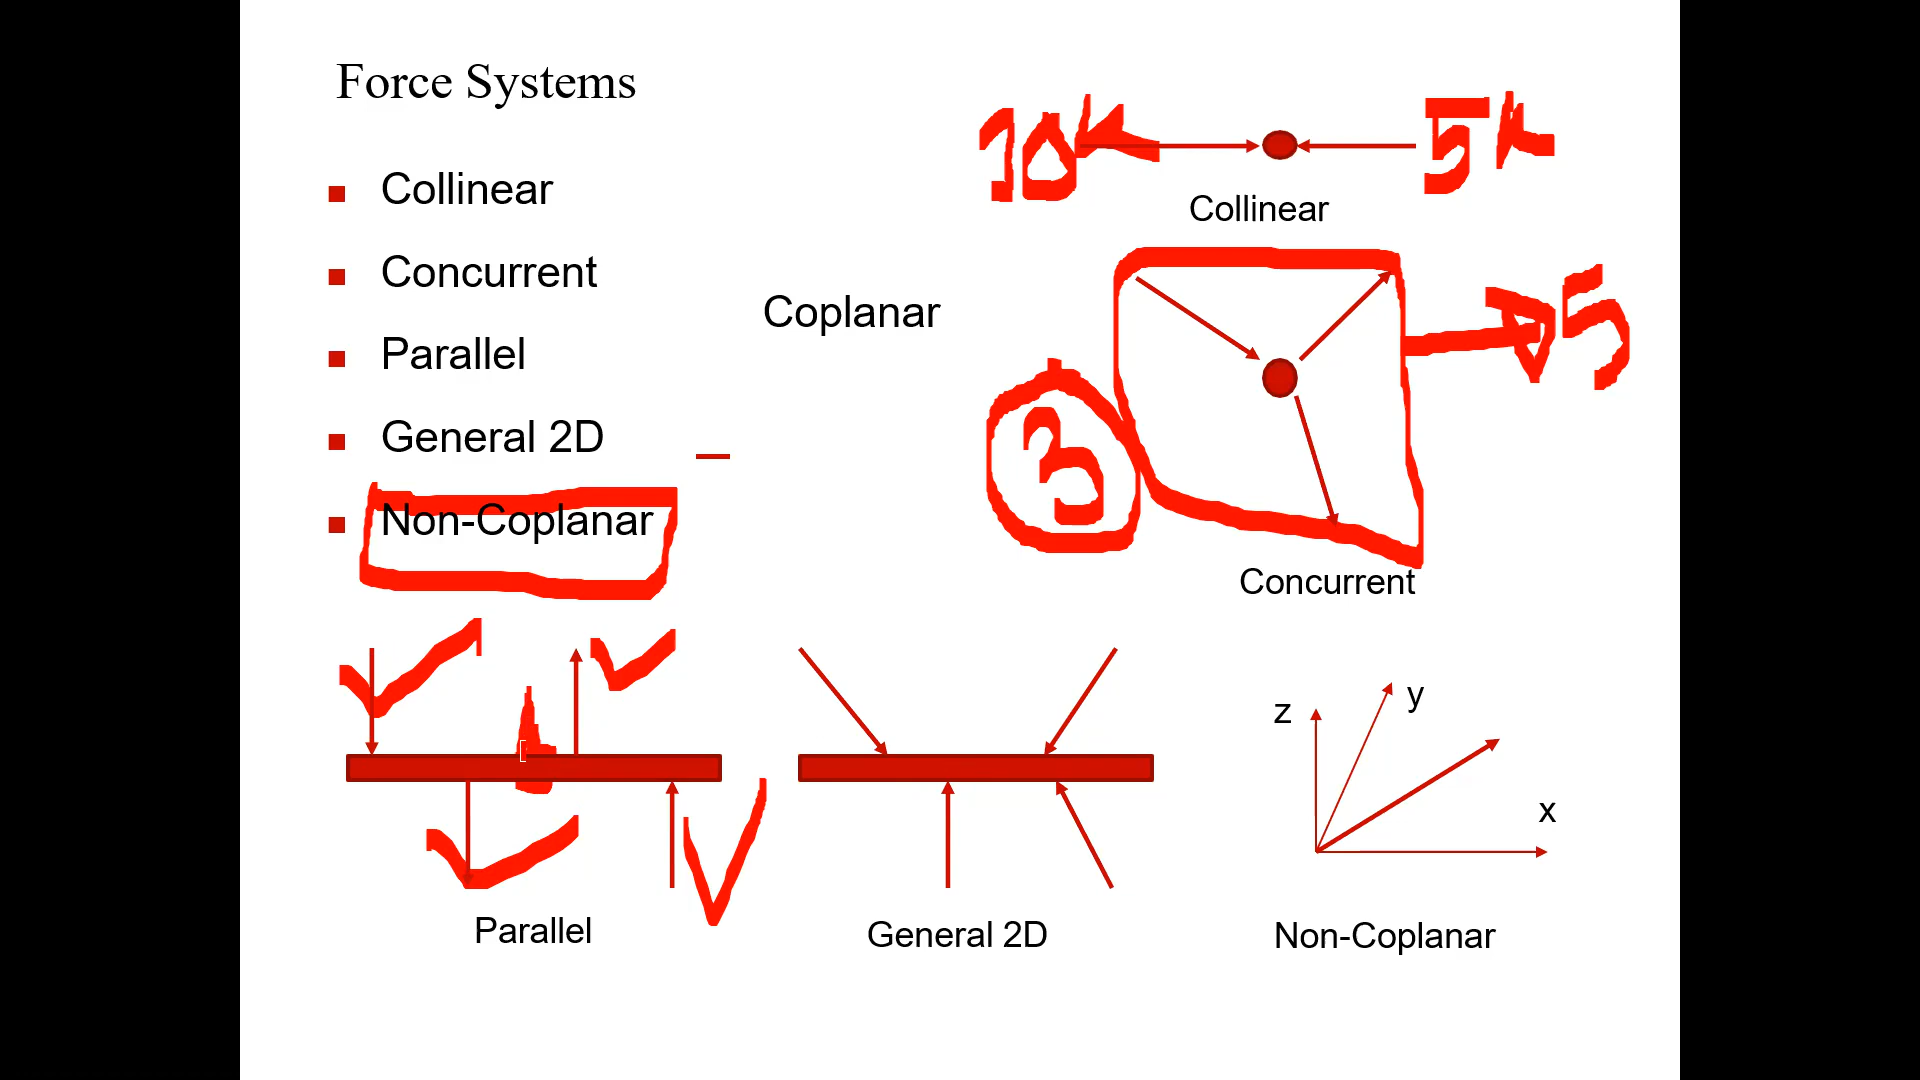 Force Systems
10k
5k
Collinear
Collinear
Concurrent
Coplanar
5
Parallel
3
General 2D
Non-Coplanar
Concurrent
z
y
x
Parallel
General 2D
Non-Coplanar